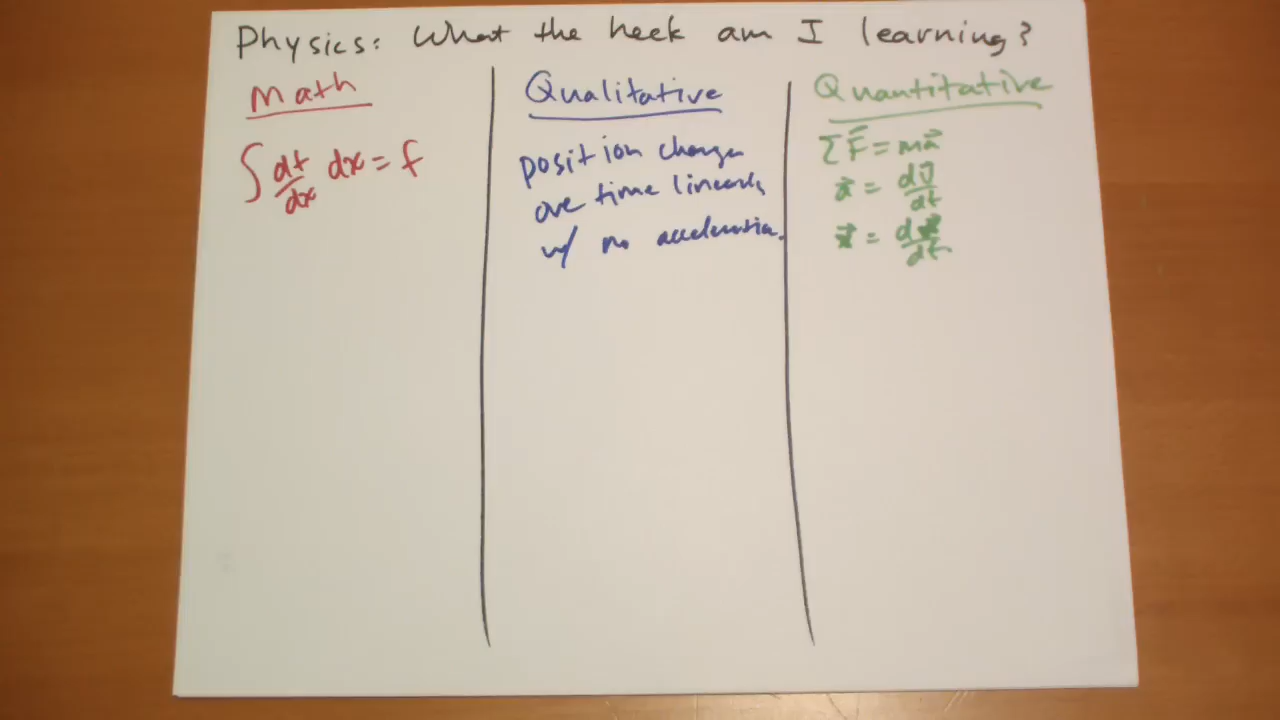 Physics: What the heck am I learning?
Math
∫ df/dx dx = f
Qualitative
position changes
over time linearly
w/ no acceleration.
Quantitative
ΣF⃗ = ma⃗
a⃗ = dv⃗/dt
= d /dt